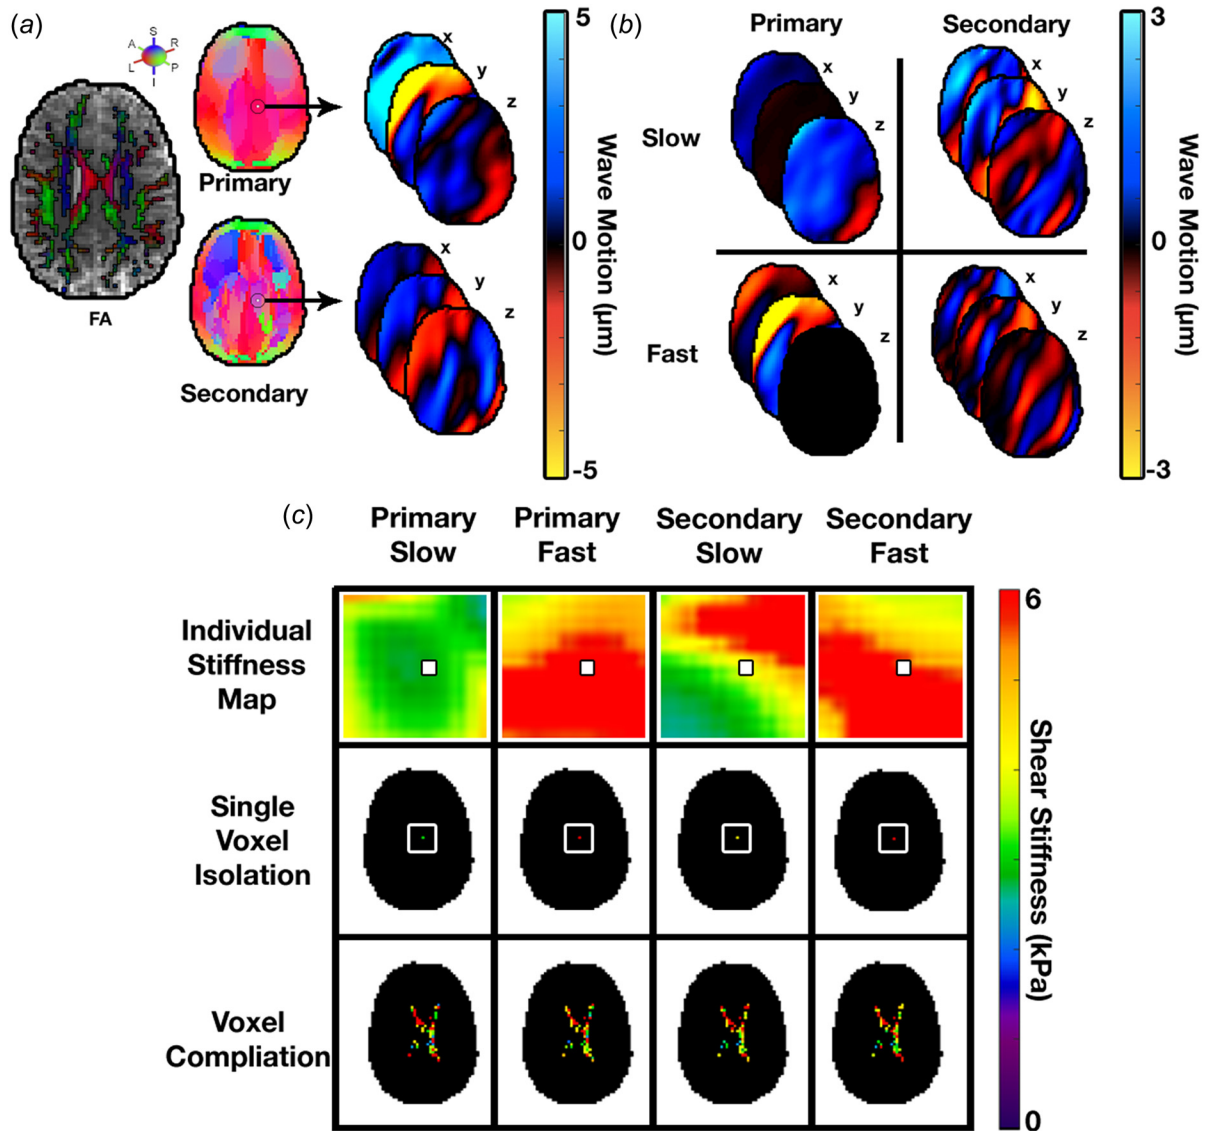 (a)
S
A R
L P
I
FA
Primary
Secondary
x
y
z
x
y
z
5
0
-5
Wave Motion (μm)
(b)
Primary
Secondary
Slow
Fast
x
y
z
x
y
z
x
y
z
x
y
z
3
0
-3
Wave Motion (μm)
(c)
Primary
Slow
Primary
Fast
Secondary
Slow
Secondary
Fast
Individual
Stiffness
Map
Single
Voxel
Isolation
Voxel
Compliation
6
0
Shear Stiffness (kPa)